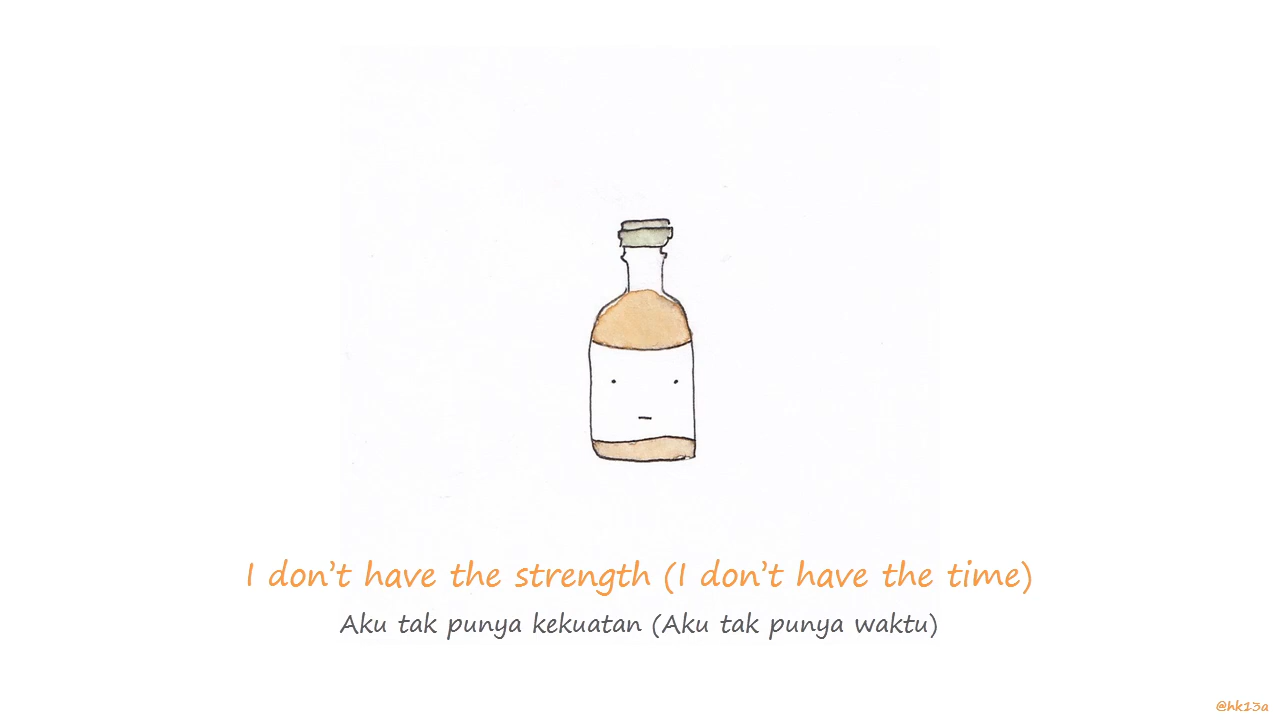 I don’t have the strength (I don’t have the time)
Aku tak punya kekuatan (Aku tak punya waktu)
@hk13a